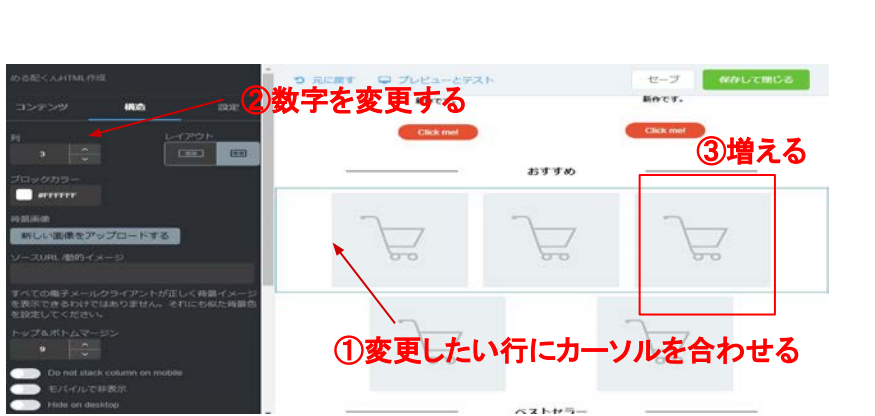 める配くんHTML作成
元に戻す
プレビューとテスト
セーブ
保存して閉じる
コンテンツ
構造
設定
②数字を変更する
新作です。
Click me!
Click me!
③増える
列
レイアウト
3
おすすめ
ブロックカラー
#FFFFFF
背景画像
新しい画像をアップロードする
ソースURL /動的イメージ
すべての電子メールクライアントが正しく背景イメージ
を表示できるわけではありません。それにも似た背景色
を設定してください。
トップ&ボトムマージン
9
①変更したい行にカーソルを合わせる
Do not stack column on mobile
モバイルで非表示
Hide on desktop
ベストセラー